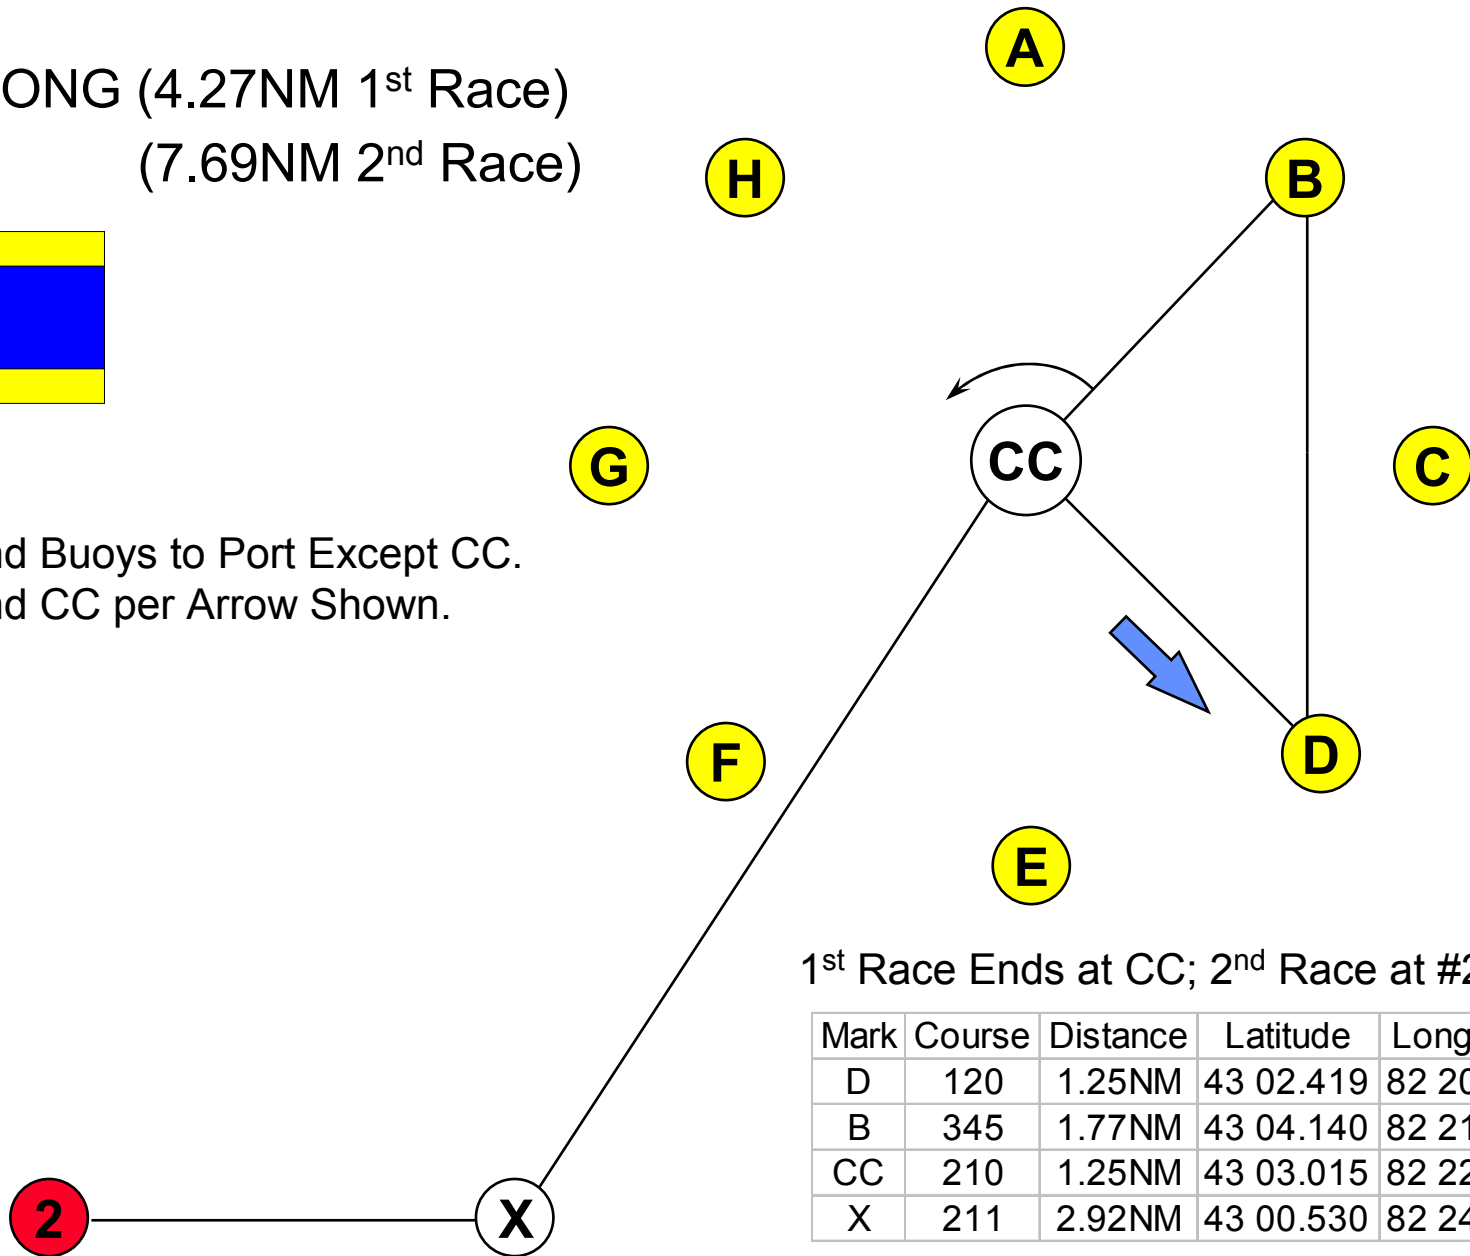 ONG (4.27NM 1st Race)
(7.69NM 2nd Race)
A
H
B
CC
G
C
nd Buoys to Port Except CC.
nd CC per Arrow Shown.
F
D
E
1st Race Ends at CC; 2nd Race at #2
Mark Course Distance Latitude Long
D 120 1.25NM 43 02.419 82 20
B 345 1.77NM 43 04.140 82 21
CC 210 1.25NM 43 03.015 82 22
X 211 2.92NM 43 00.530 82 24
2
X